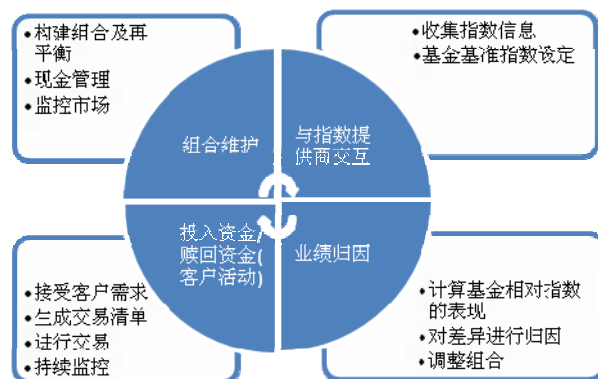 • 构建组合及再
平衡
• 现金管理
• 监控市场
• 收集指数信息
• 基金基准指数设定
组合维护
与指数提
供商交互
投入资金/
赎回资金(
客户活动)
业绩归因
• 接受客户需求
• 生成交易清单
• 进行交易
• 持续监控
• 计算基金相对指数
的表现
• 对差异进行归因
• 调整组合